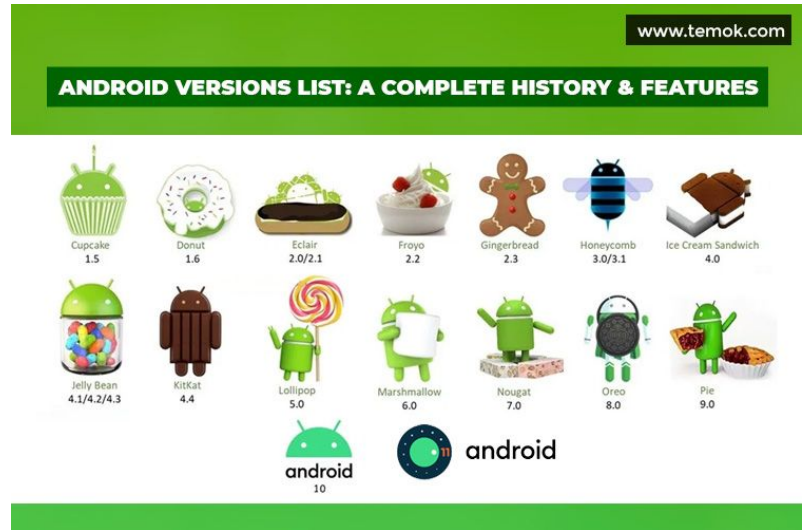 www.temok.com
ANDROID VERSIONS LIST: A COMPLETE HISTORY & FEATURES
Cupcake
1.5
Donut
1.6
Eclair
2.0/2.1
Froyo
2.2
Gingerbread
2.3
Honeycomb
3.0/3.1
Ice Cream Sandwich
4.0
Jelly Bean
4.1/4.2/4.3
KitKat
4.4
Lollipop
5.0
Marshmallow
6.0
Nougat
7.0
Oreo
8.0
Pie
9.0
android
10
11
android